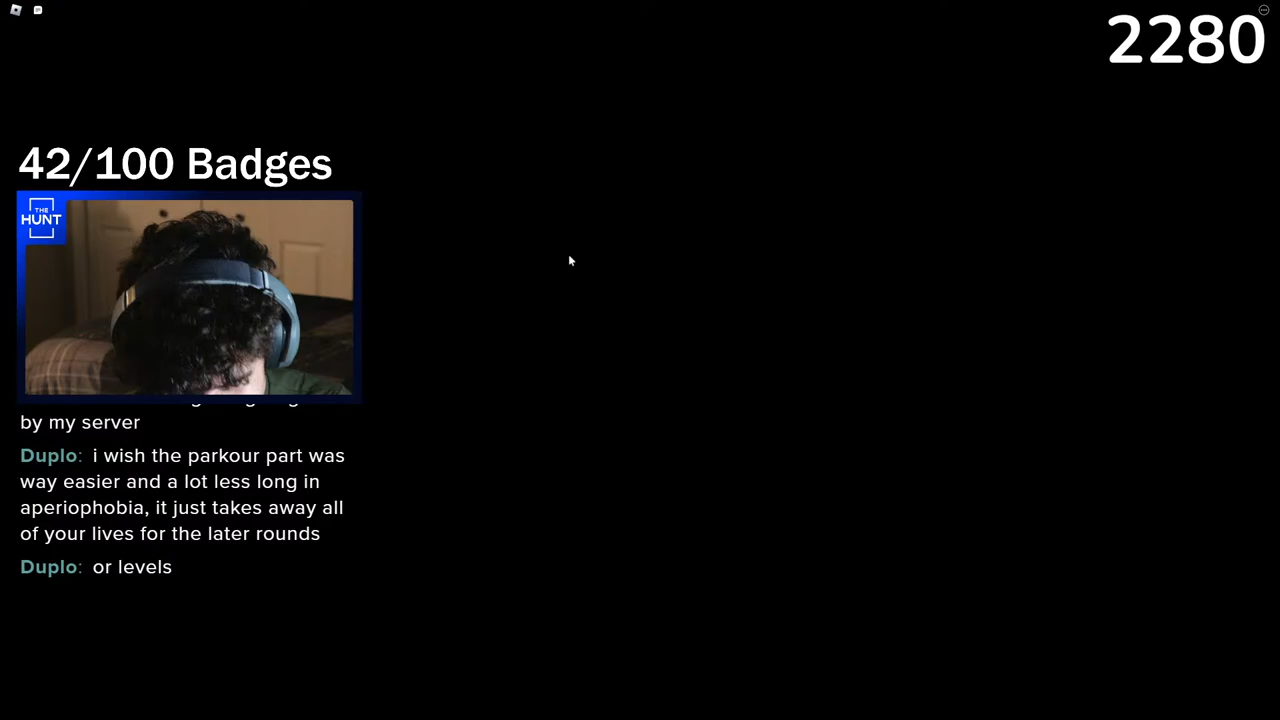 2280
42/100 Badges
THE
HUNT
by my server
Duplo: i wish the parkour part was
way easier and a lot less long in
aperiophobia, it just takes away all
of your lives for the later rounds
Duplo: or levels